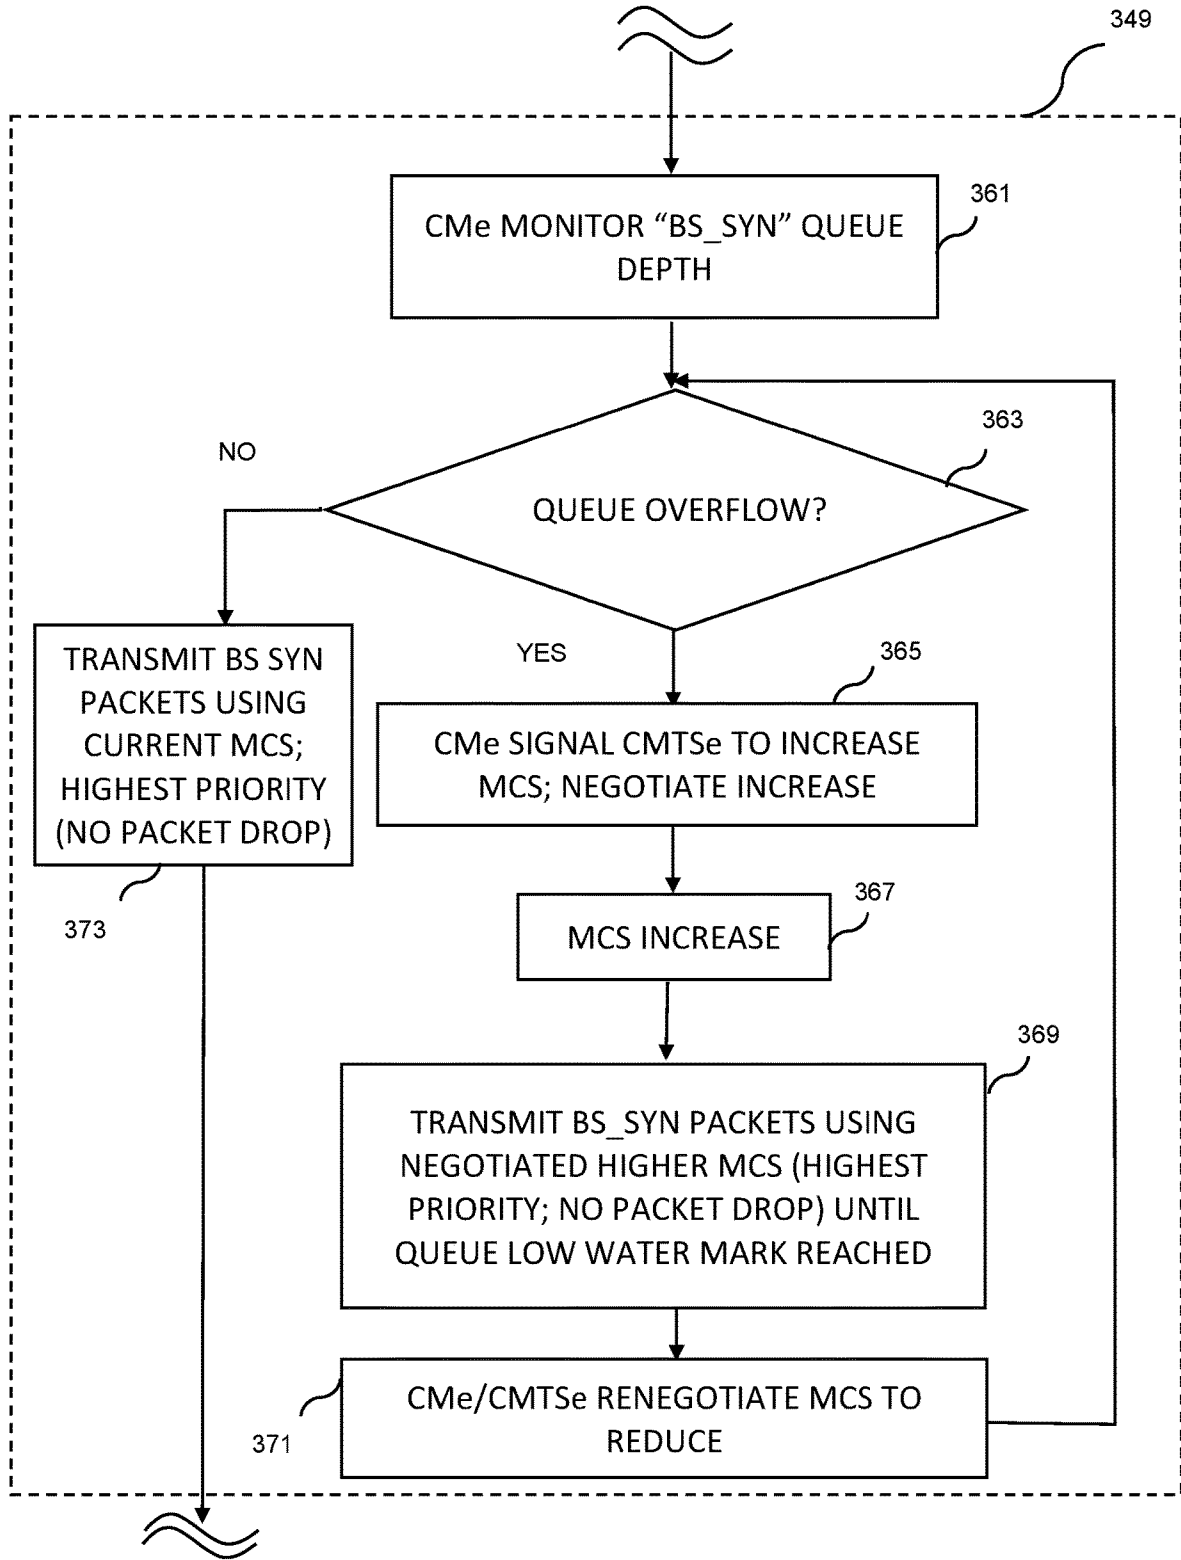 349
361
CMe MONITOR “BS_SYN” QUEUE
DEPTH
363
NO
QUEUE OVERFLOW?
YES
365
TRANSMIT BS SYN
PACKETS USING
CURRENT MCS;
HIGHEST PRIORITY
(NO PACKET DROP)
373
CMe SIGNAL CMTSe TO INCREASE
MCS; NEGOTIATE INCREASE
367
MCS INCREASE
369
TRANSMIT BS_SYN PACKETS USING
NEGOTIATED HIGHER MCS (HIGHEST
PRIORITY; NO PACKET DROP) UNTIL
QUEUE LOW WATER MARK REACHED
371
CMe/CMTSe RENEGOTIATE MCS TO
REDUCE